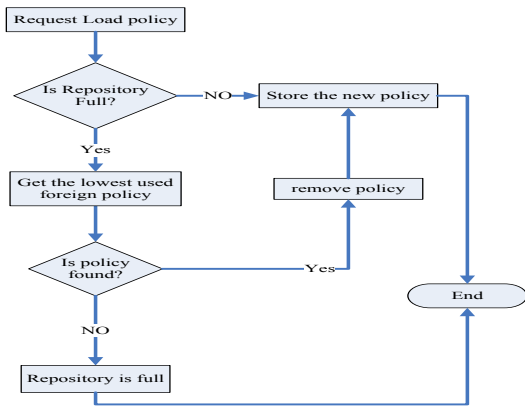 Request Load policy
Is Repository
Full?
NO
Store the new policy
Yes
Get the lowest used
foreign policy
remove policy
Is policy
found?
Yes
End
NO
Repository is full